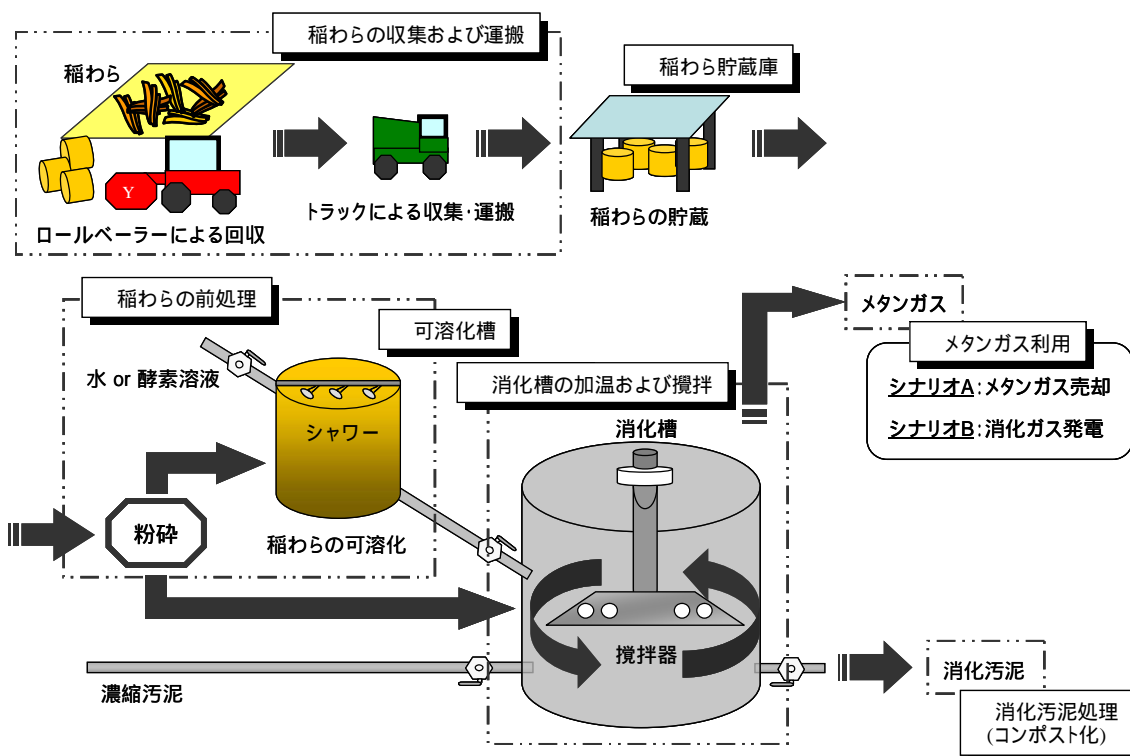 稲わらの収集および運搬
稲わら
Y
ロールベーラーによる回収
トラックによる収集・運搬
稲わら貯蔵庫
稲わらの貯蔵
稲わらの前処理
可溶化槽
水 or 酵素溶液
シャワー
粉砕
稲わらの可溶化
消化槽の加温および攪拌
消化槽
攪拌器
濃縮汚泥
メタンガス
メタンガス利用
シナリオA:メタンガス売却
シナリオB:消化ガス発電
消化汚泥
消化汚泥処理
(コンポスト化)